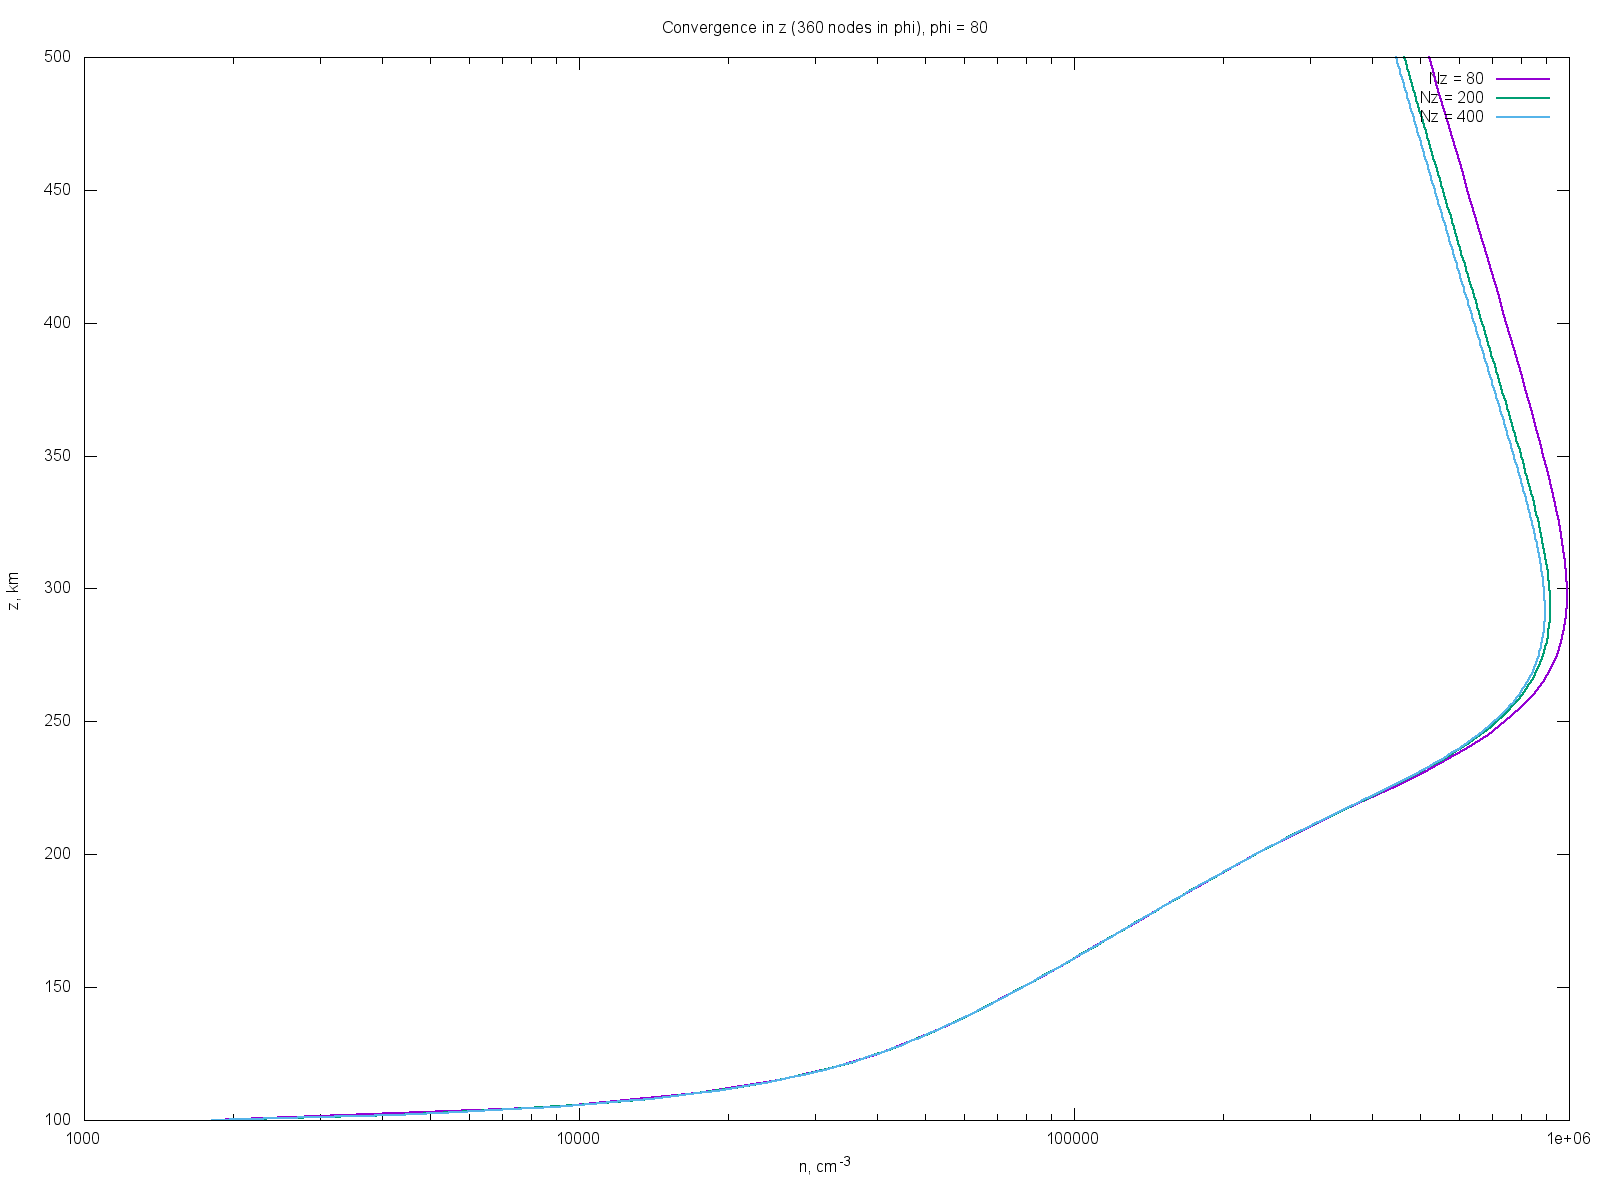 Convergence in z (360 nodes in phi), phi = 80
500
450
400
350
300
250
200
150
100
z, km
Nz = 80
Nz = 200
Nz = 400
1000
10000
100000
1e+06
n, cm-3